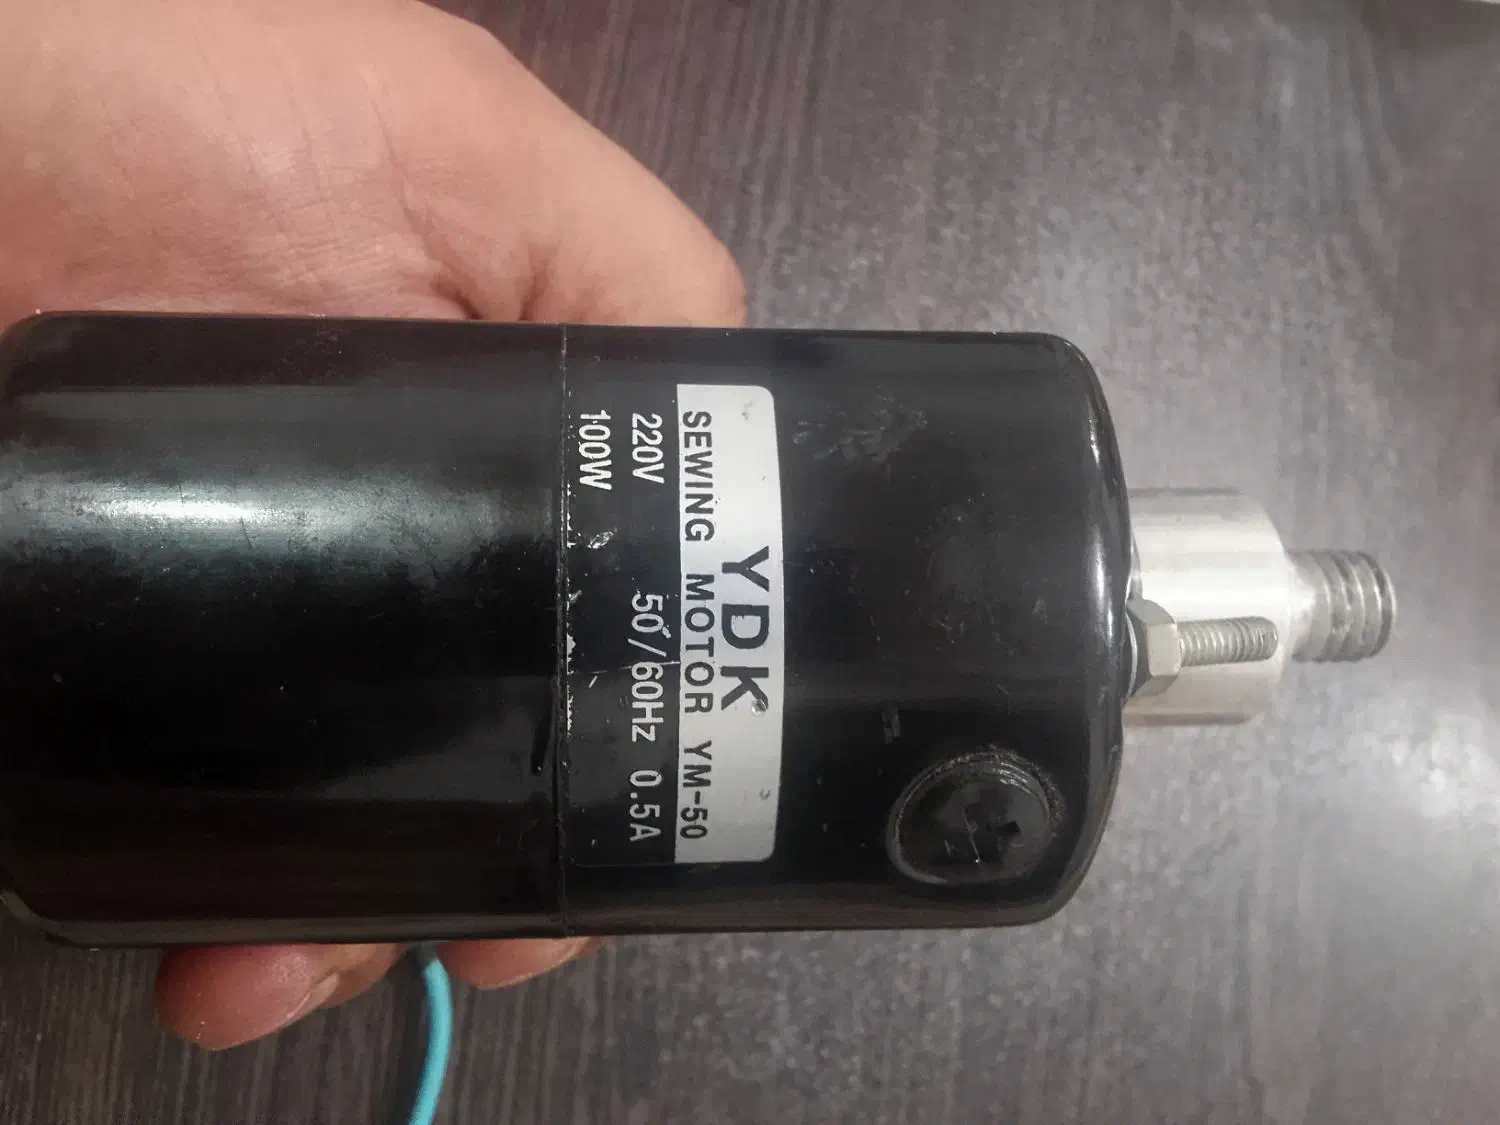 YDK
SEWING MOTOR YM-50
220V 50/60Hz 0.5A
100W